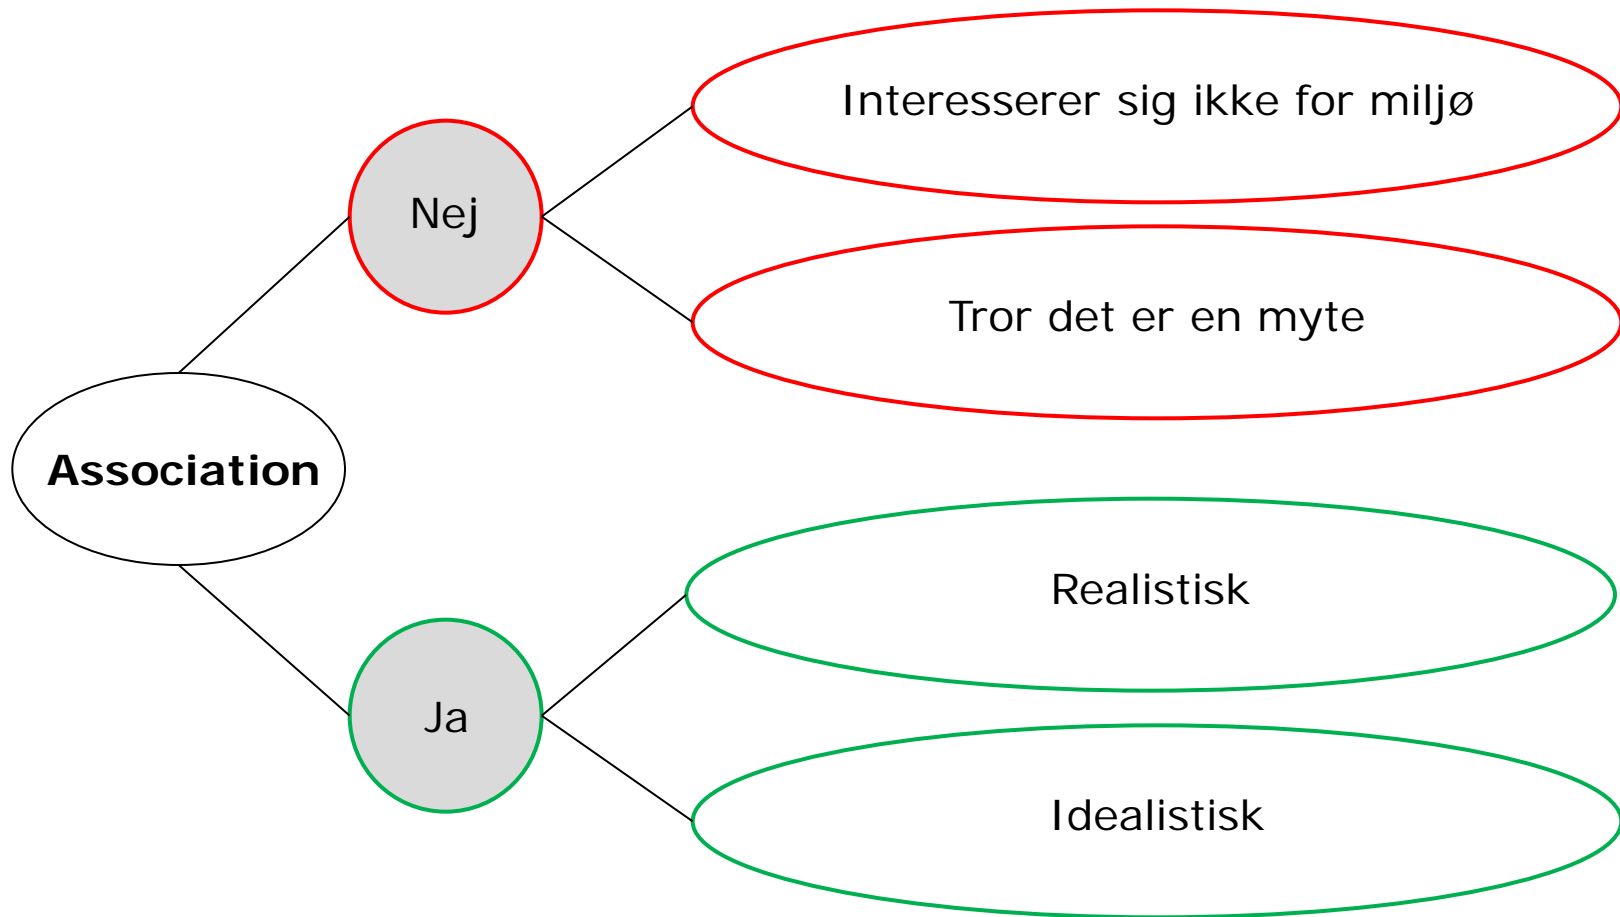 Interesserer sig ikke for miljø
Nej
Tror det er en myte
Association
Realistisk
Ja
Idealistisk